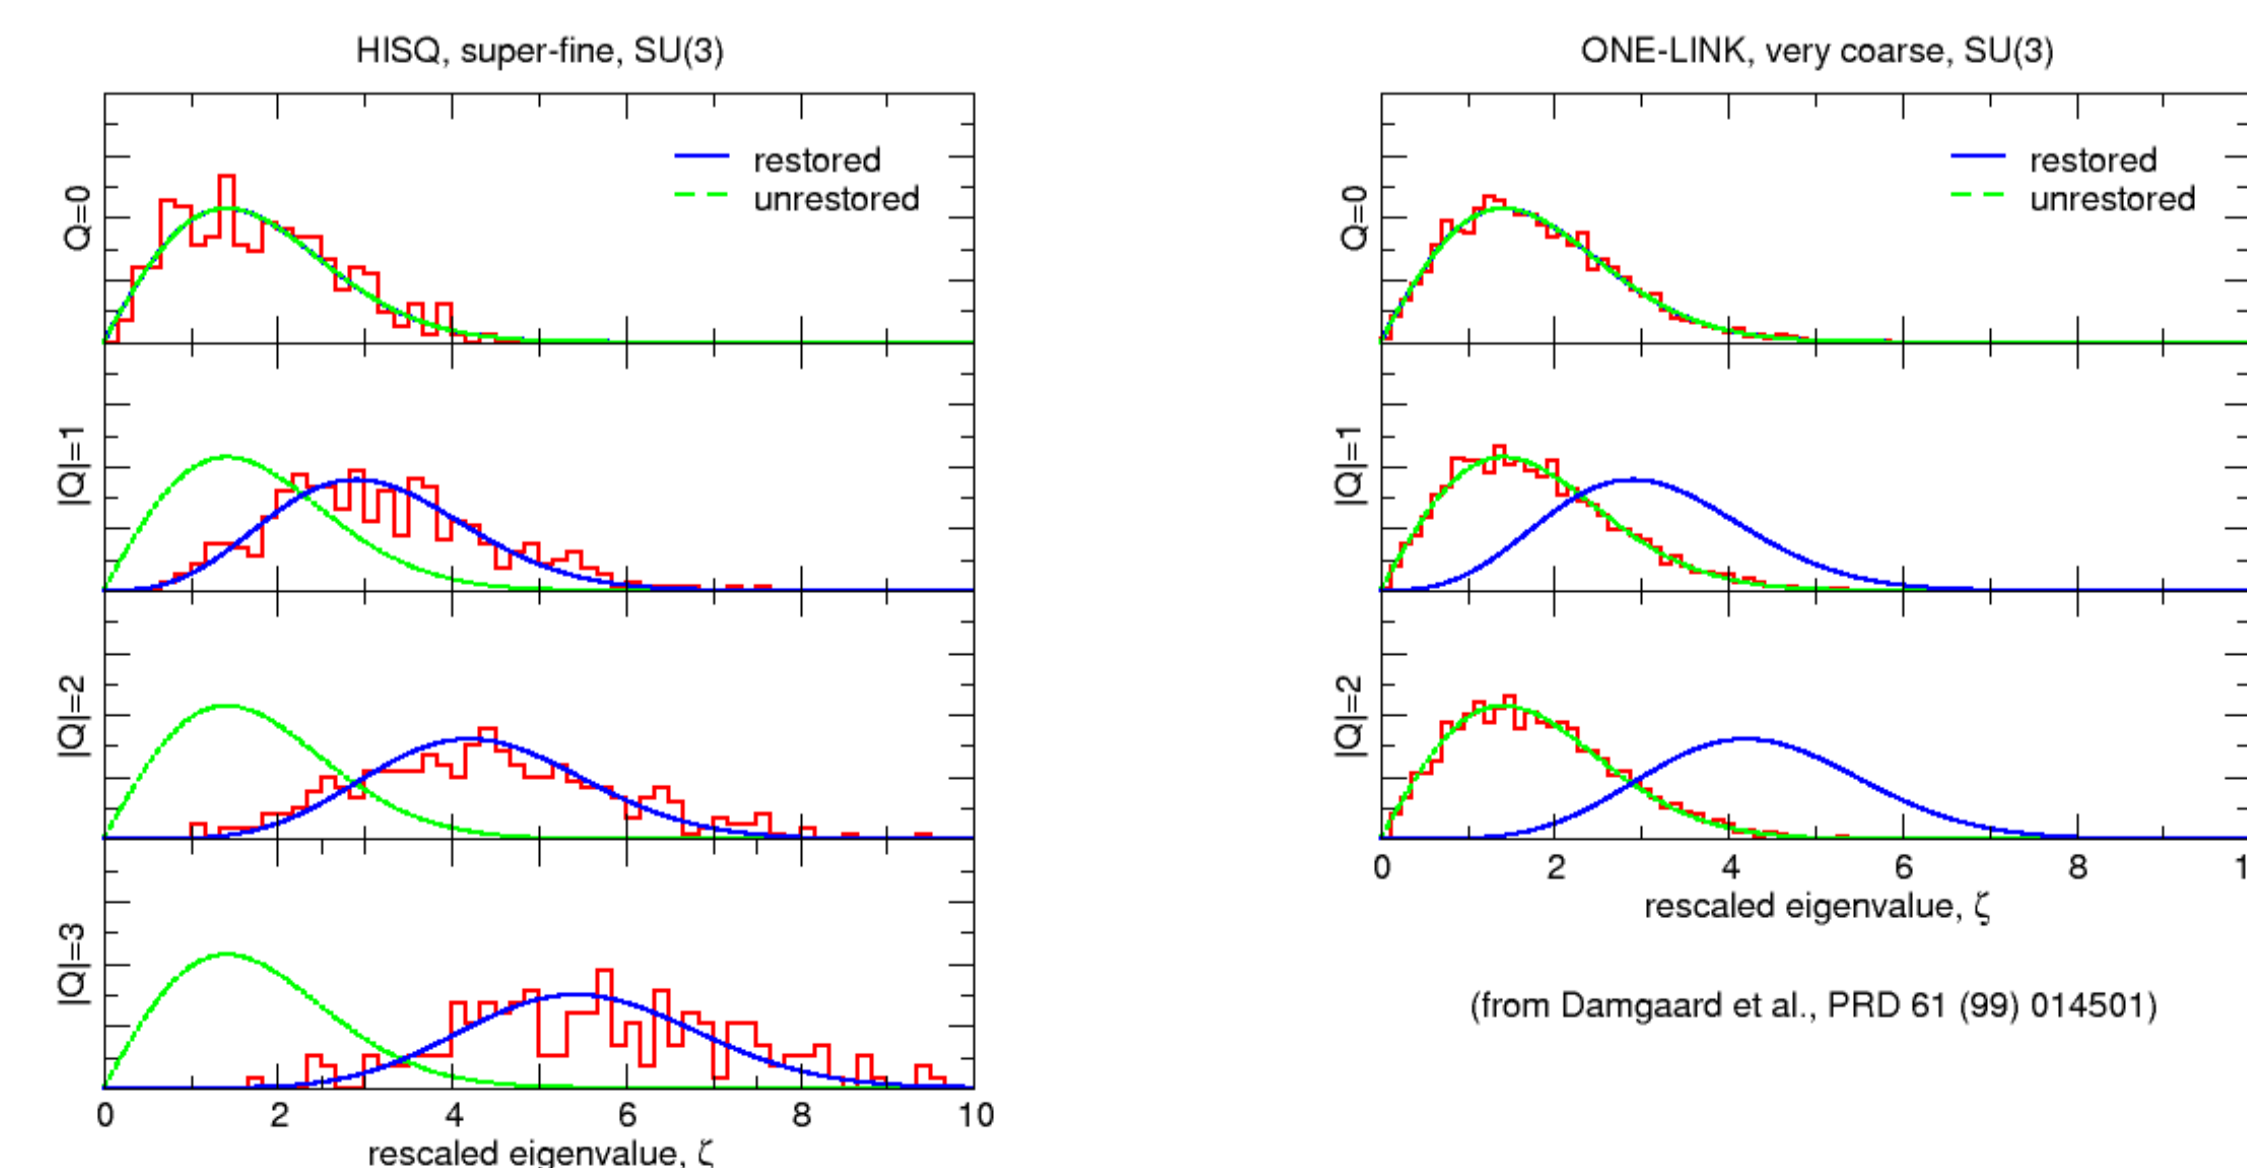 HISQ, super-fine, SU(3)
restored
unrestored
Q=0
|Q|=1
|Q|=2
|Q|=3
0 2 4 6 8 10
rescaled eigenvalue, ζ
ONE-LINK, very coarse, SU(3)
restored
unrestored
Q=0
|Q|=1
|Q|=2
0 2 4 6 8 1
rescaled eigenvalue, ζ
(from Damgaard et al., PRD 61 (99) 014501)